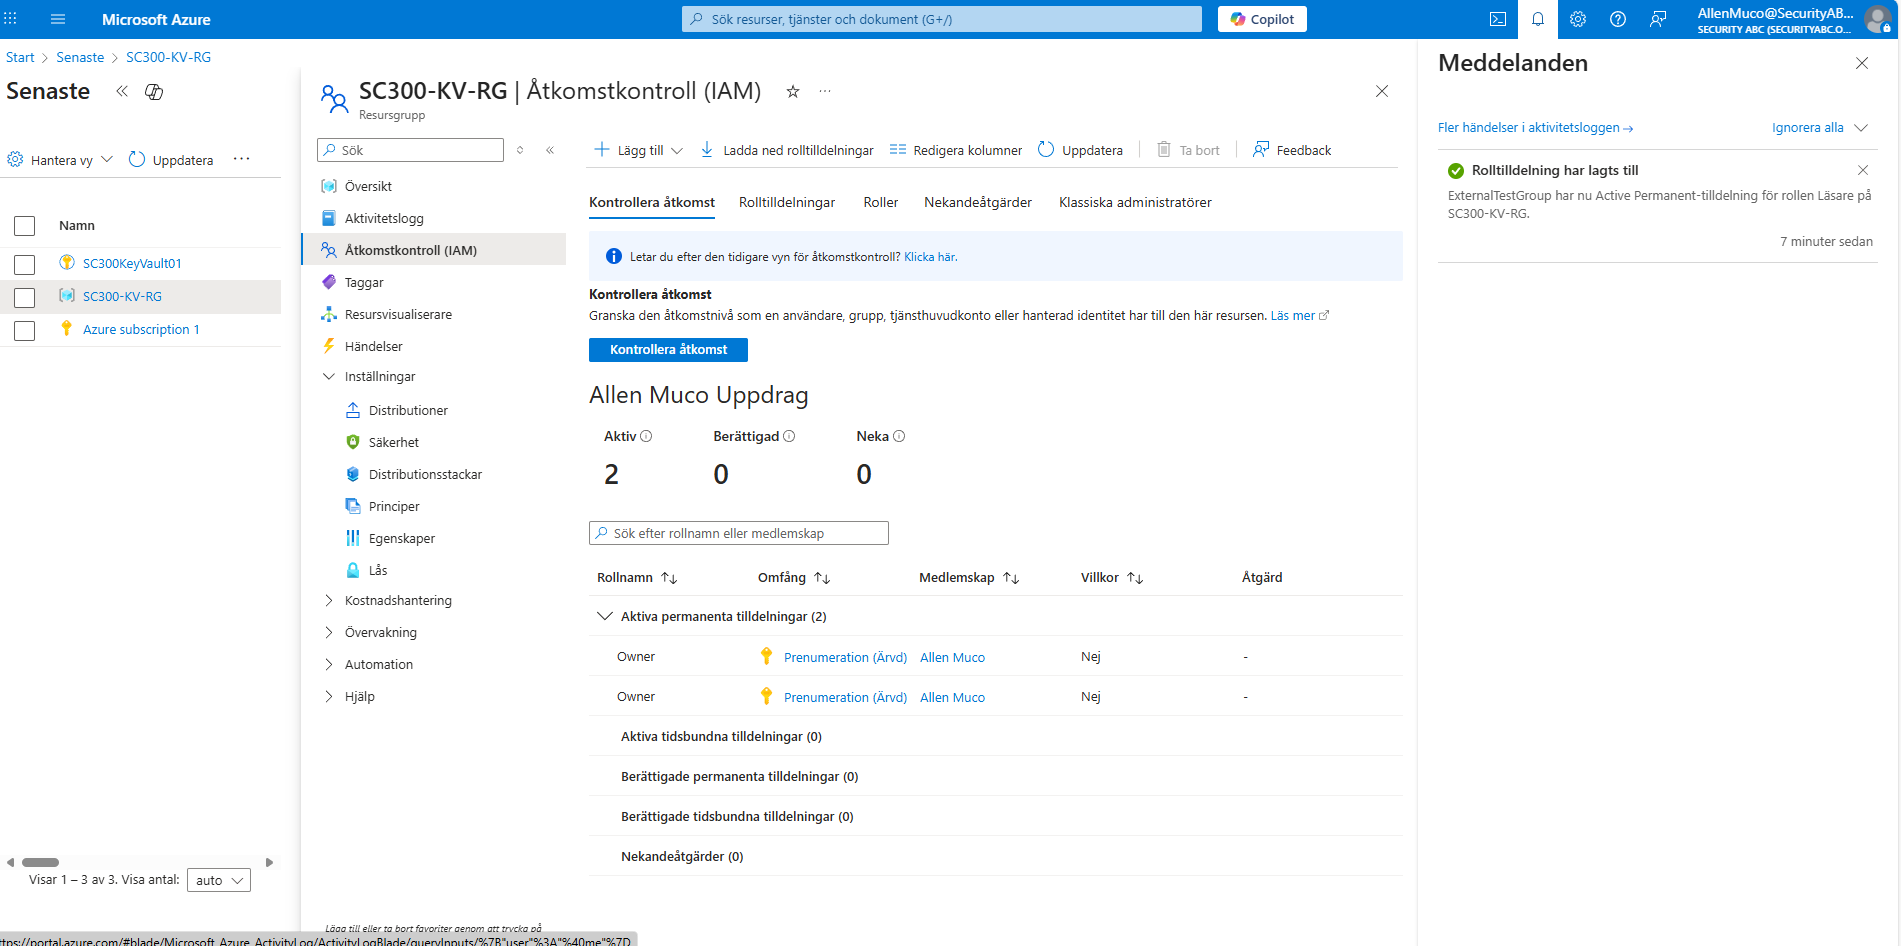 Microsoft Azure
Sök resurser, tjänster och dokument (G+/)
Copilot
AllenMuco@SecurityAB...
SECURITY ABC (SECURITYABC.O...
Start > Senaste > SC300-KV-RG
Senaste
Hantera vy
Uppdatera
Namn
SC300KeyVault01
SC300-KV-RG
Azure subscription 1
Visar 1 – 3 av 3. Visa antal: auto
SC300-KV-RG | Åtkomstkontroll (IAM)
Resursgrupp
Sök
Översikt
Aktivitetslogg
Åtkomstkontroll (IAM)
Taggar
Resursvisualiserare
Händelser
Inställningar
Distributioner
Säkerhet
Distributionsstackar
Principer
Egenskaper
Lås
Kostnadshantering
Övervakning
Automation
Hjälp
Lägg till eller ta bort favoriter genom att trycka på
Lägg till
Ladda ned rolltilldelningar
Redigera kolumner
Uppdatera
Ta bort
Feedback
Kontrollera åtkomst
Rolltilldelningar
Roller
Nekandeåtgärder
Klassiska administratörer
Letar du efter den tidigare vyn för åtkomstkontroll? Klicka här.
Kontrollera åtkomst
Granska den åtkomstnivå som en användare, grupp, tjänsthuvudkonto eller hanterad identitet har till den här resursen. Läs mer
Kontrollera åtkomst
Allen Muco Uppdrag
Aktiv Berättigad Neka
2 0 0
Sök efter rollnamn eller medlemskap
Rollnamn Omfång Medlemskap Villkor Åtgärd
Aktiva permanenta tilldelningar (2)
Owner Prenumeration (Ärvd) Allen Muco Nej -
Owner Prenumeration (Ärvd) Allen Muco Nej -
Aktiva tidsbundna tilldelningar (0)
Berättigade permanenta tilldelningar (0)
Berättigade tidsbundna tilldelningar (0)
Nekandeåtgärder (0)
Meddelanden
Fler händelser i aktivitetsloggen →
Ignorera alla
Rolltilldelning har lagts till
ExternalTestGroup har nu Active Permanent-tilldelning för rollen Läsare på
SC300-KV-RG.
7 minuter sedan
ttps://portal.azure.com/#blade/Microsoft_Azure_ActivityLog/ActivityLogBlade/queryInputs/%7B"user"%3A"%40me"%7D